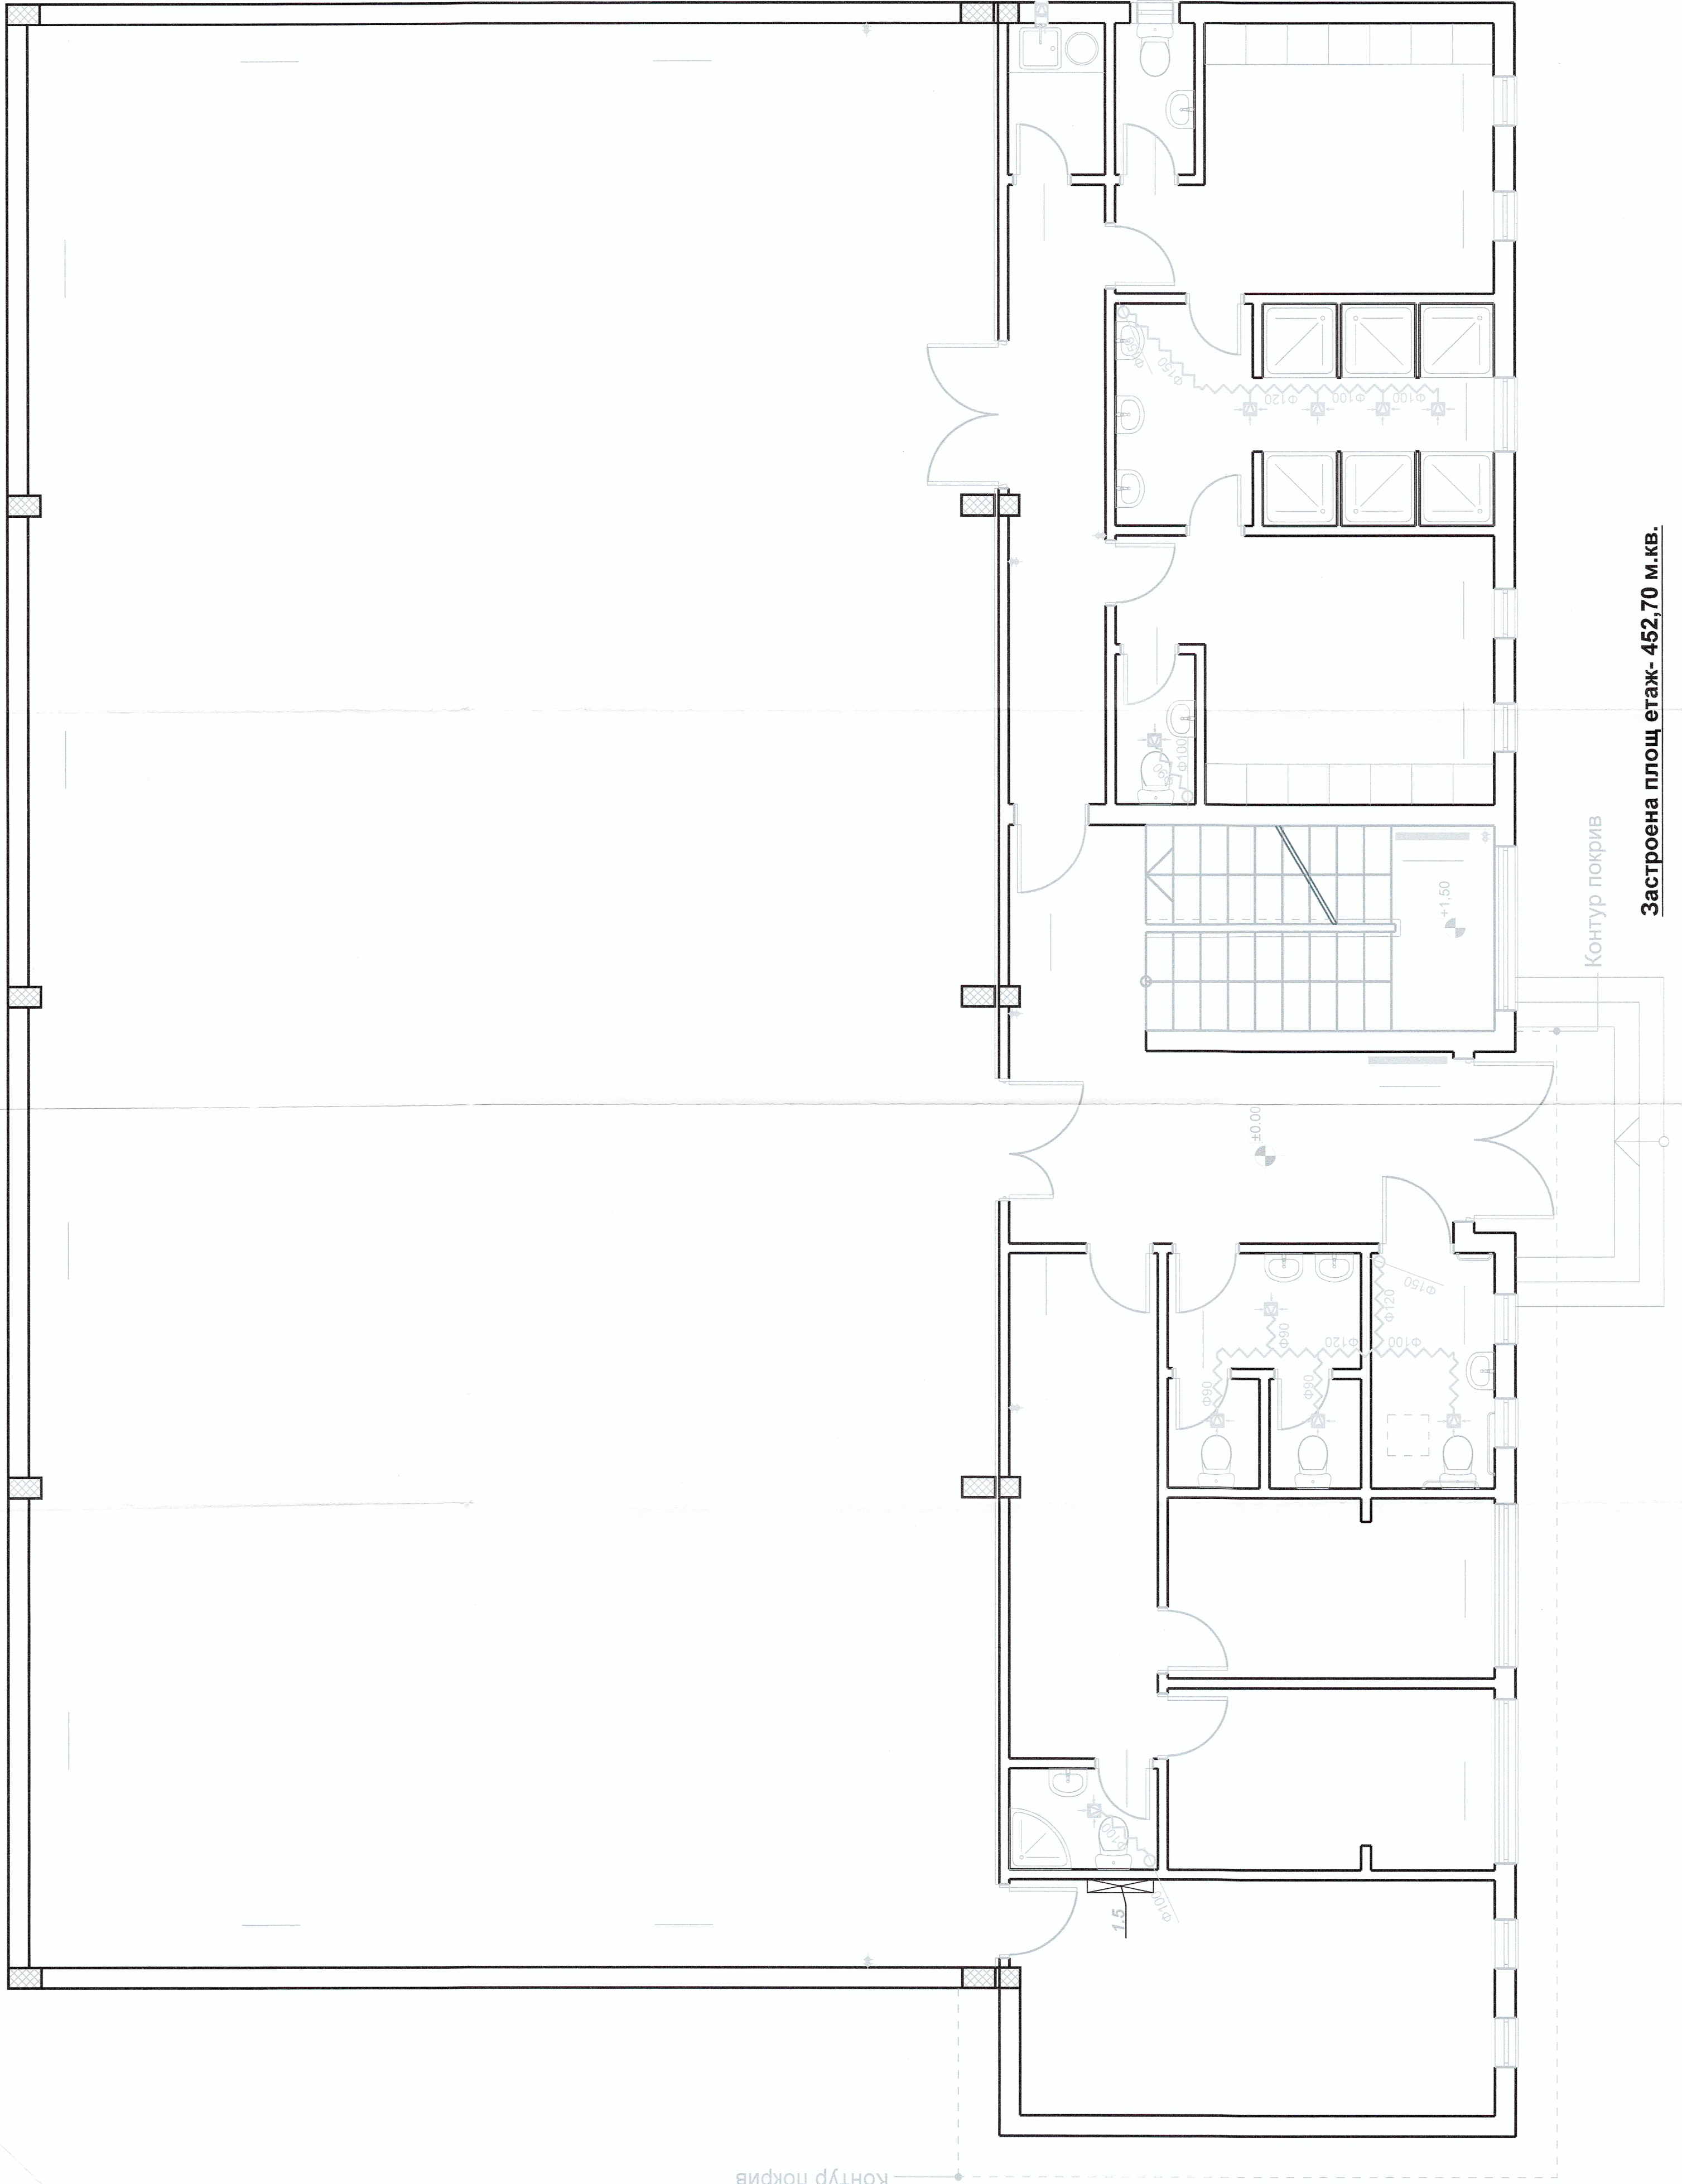 Застроена площ етаж- 452,70 м.кв.
Контур покрив
+1,50
±0.00
Ф150
Ф120
Ф100
Ф100
Ф100
Ф150
Ф120
Ф100
Ф120
Ф90
Ф90
Ф90
Ф100
Ф100
1.5
Контур покрив